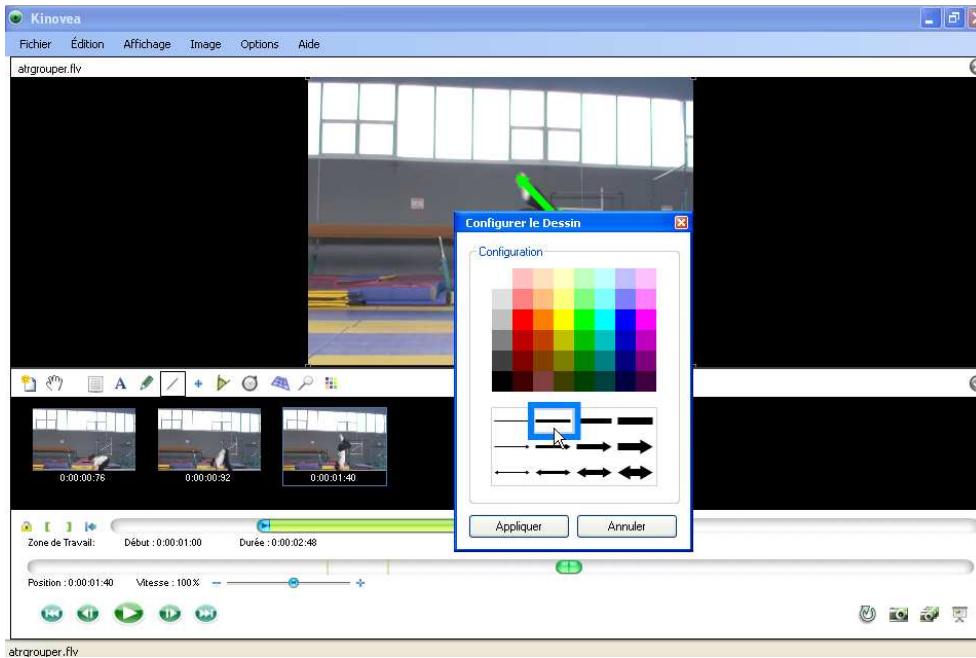 Kinovea
Fichier Édition Affichage Image Options Aide
atrgrouper.flv
Configurer le Dessin
Configuration
A
0:00:00:76 0:00:00:92 0:00:01:40
Appliquer Annuler
Zone de Travail: Début : 0:00:01:00 Durée : 0:00:02:48
Position : 0:00:01:40 Vitesse : 100%
atrgrouper.flv